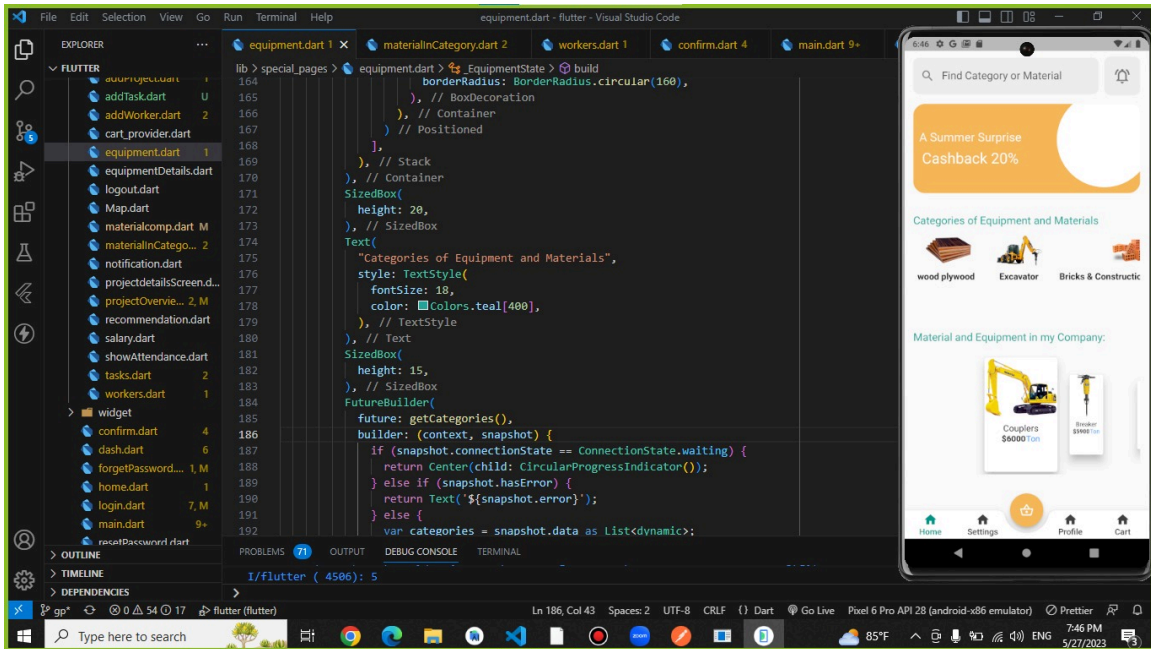 File Edit Selection View Go Run Terminal Help
equipment.dart - flutter - Visual Studio Code
EXPLORER
FLUTTER
addProject.dart 1
addTask.dart U
addWorker.dart 2
cart_provider.dart
equipment.dart 1
equipmentDetails.dart
logout.dart
Map.dart
materialcomp.dart M
materialInCatego... 2
notification.dart
projectdetailsScreen.d...
projectOvervie... 2, M
recommendation.dart
salary.dart
showAttendance.dart
tasks.dart 2
workers.dart 1
widget
confirm.dart 4
dash.dart 6
forgetPassword.... 1, M
home.dart 1
login.dart 7, M
main.dart 9+
resetPassword.dart
OUTLINE
TIMELINE
DEPENDENCIES
equipment.dart 1 materialInCategory.dart 2 workers.dart 1 confirm.dart 4 main.dart 9+
lib > special_pages > equipment.dart > _EquipmentState > build
164 borderRadius: BorderRadius.circular(160),
165 ), // BoxDecoration
166 ), // Container
167 ) // Positioned
168 ],
169 ), // Stack
170 ), // Container
171 SizedBox(
172 height: 20,
173 ), // SizedBox
174 Text(
175 "Categories of Equipment and Materials",
176 style: TextStyle(
177 fontSize: 18,
178 color: Colors.teal[400],
179 ), // TextStyle
180 ), // Text
181 SizedBox(
182 height: 15,
183 ), // SizedBox
184 FutureBuilder(
185 future: getCategories(),
186 builder: (context, snapshot) {
187 if (snapshot.connectionState == ConnectionState.waiting) {
188 return Center(child: CircularProgressIndicator());
189 } else if (snapshot.hasError) {
190 return Text('${snapshot.error}');
191 } else {
192 var categories = snapshot.data as List<dynamic>;
PROBLEMS 71 OUTPUT DEBUG CONSOLE TERMINAL
I/flutter ( 4506): 5
>
6:46
Find Category or Material
A Summer Surprise
Cashback 20%
Categories of Equipment and Materials
wood plywood Excavator Bricks & Constructic
Material and Equipment in my Company:
Couplers
$6000Ton
Breaker
$5900Ton
Home Settings Profile Cart
gp* 0 54 17 flutter (flutter) Ln 186, Col 43 Spaces: 2 UTF-8 CRLF {} Dart Go Live Pixel 6 Pro API 28 (android-x86 emulator) Prettier
Type here to search
zoom
85°F
ENG
7:46 PM
5/27/2023
3